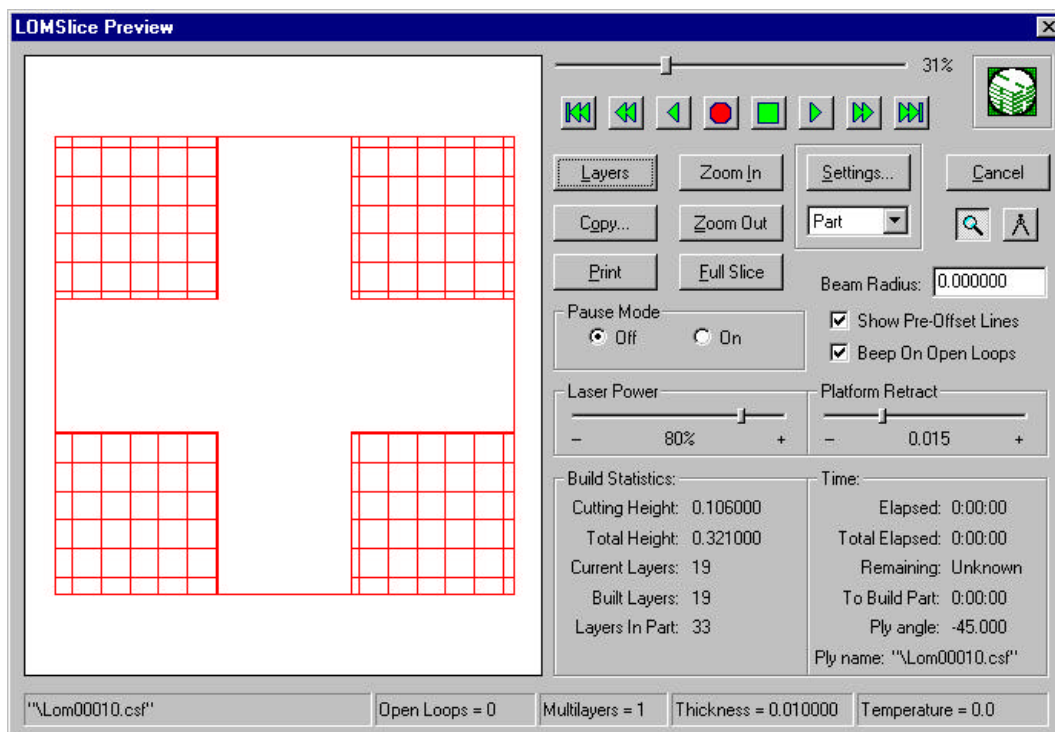 LOMSlice Preview
31%
Layers
Zoom In
Settings...
Cancel
Copy...
Zoom Out
Part
Print
Full Slice
Beam Radius: 0.000000
Pause Mode
Off
On
Show Pre-Offset Lines
Beep On Open Loops
Laser Power
– 80% +
Platform Retract
– 0.015 +
Build Statistics:
Cutting Height: 0.106000
Total Height: 0.321000
Current Layers: 19
Built Layers: 19
Layers In Part: 33
Time:
Elapsed: 0:00:00
Total Elapsed: 0:00:00
Remaining: Unknown
To Build Part: 0:00:00
Ply angle: -45.000
Ply name: "\Lom00010.csf"
"\Lom00010.csf"
Open Loops = 0
Multilayers = 1
Thickness = 0.010000
Temperature = 0.0